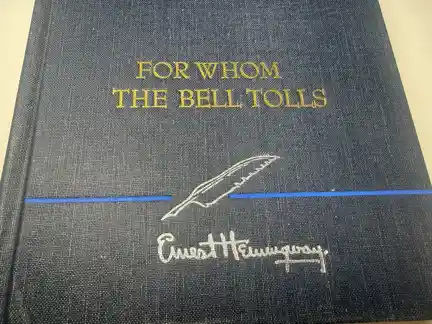 FOR WHOM
THE BELL TOLLS
Ernest Hemingway.